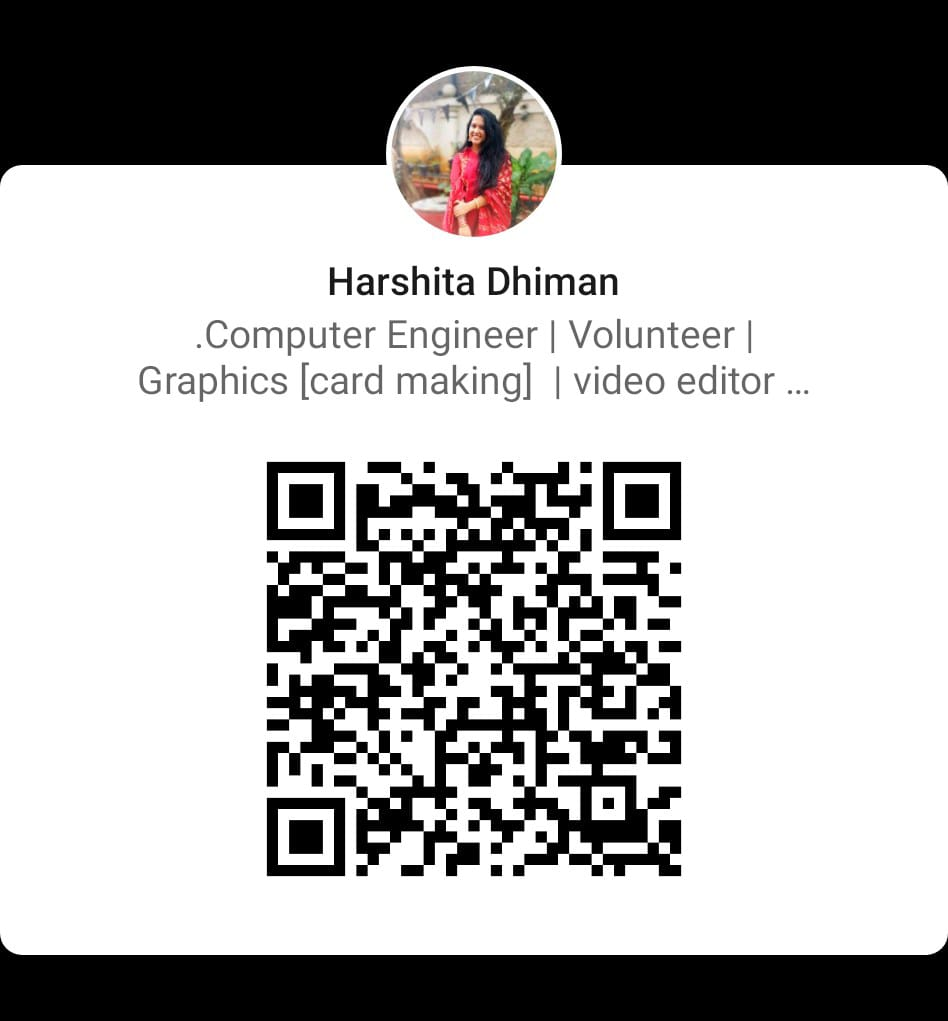 Harshita Dhiman
.Computer Engineer | Volunteer |
Graphics [card making]  | video editor ...